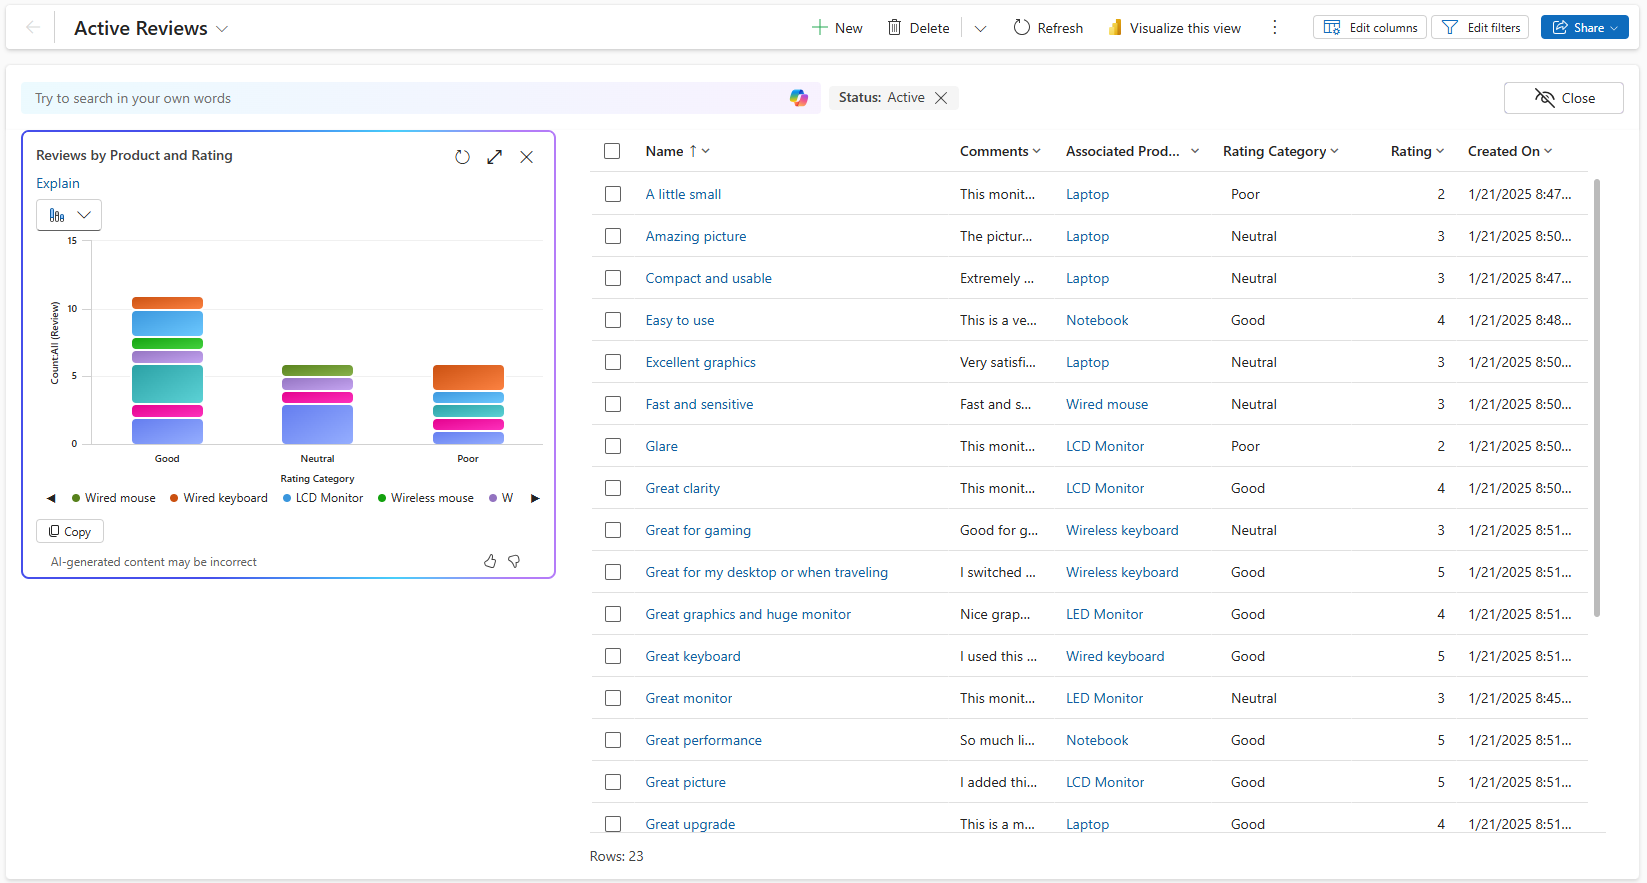 Active Reviews
New
Delete
Refresh
Visualize this view
Edit columns
Edit filters
Share
Try to search in your own words
Status: Active
Close
Reviews by Product and Rating
Explain
15
10
5
0
Count:All (Review)
Good
Neutral
Poor
Rating Category
Wired mouse
Wired keyboard
LCD Monitor
Wireless mouse
W
Copy
AI-generated content may be incorrect
Name Comments Associated Prod... Rating Category Rating Created On
A little small This monit... Laptop Poor 2 1/21/2025 8:47...
Amazing picture The pictur... Laptop Neutral 3 1/21/2025 8:50...
Compact and usable Extremely ... Laptop Neutral 3 1/21/2025 8:47...
Easy to use This is a ve... Notebook Good 4 1/21/2025 8:48...
Excellent graphics Very satisfi... Laptop Neutral 3 1/21/2025 8:50...
Fast and sensitive Fast and s... Wired mouse Neutral 3 1/21/2025 8:50...
Glare This monit... LCD Monitor Poor 2 1/21/2025 8:50...
Great clarity This monit... LCD Monitor Good 4 1/21/2025 8:50...
Great for gaming Good for g... Wireless keyboard Neutral 3 1/21/2025 8:51...
Great for my desktop or when traveling I switched ... Wireless keyboard Good 5 1/21/2025 8:51...
Great graphics and huge monitor Nice grap... LED Monitor Good 4 1/21/2025 8:51...
Great keyboard I used this ... Wired keyboard Good 5 1/21/2025 8:51...
Great monitor This monit... LED Monitor Neutral 3 1/21/2025 8:45...
Great performance So much li... Notebook Good 5 1/21/2025 8:51...
Great picture I added thi... LCD Monitor Good 5 1/21/2025 8:51...
Great upgrade This is a m... Laptop Good 4 1/21/2025 8:51...
Rows: 23